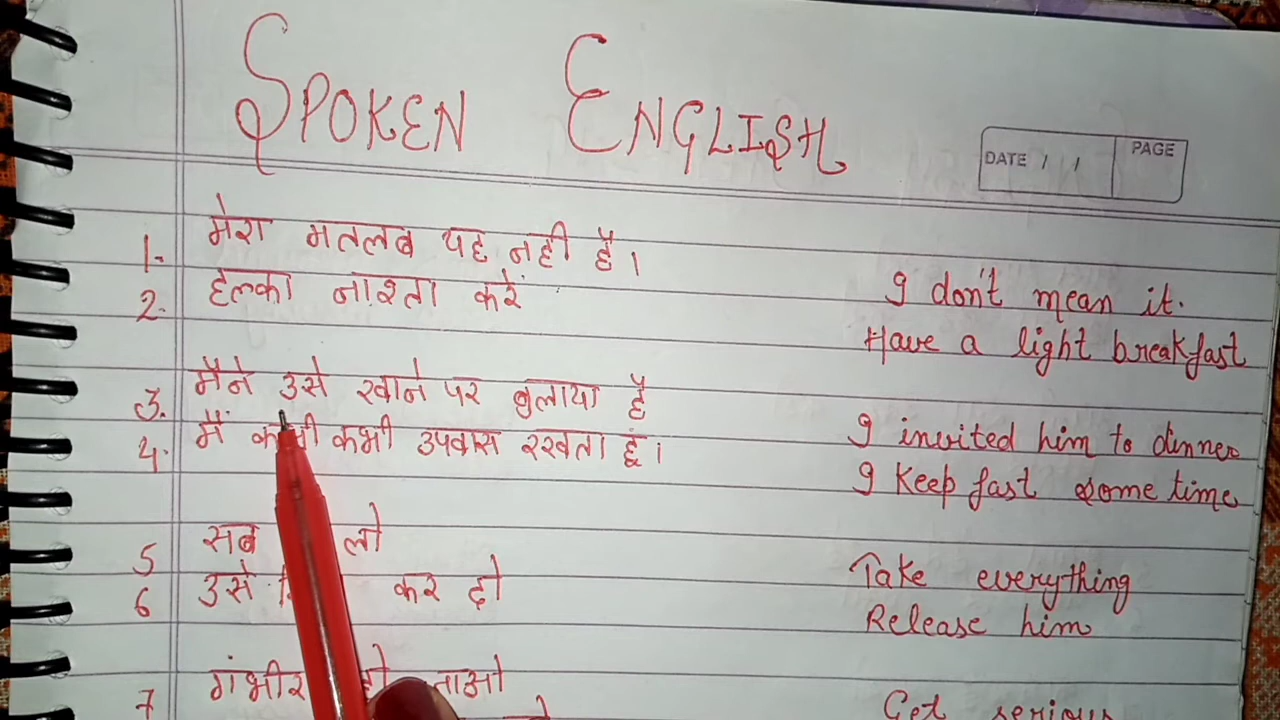 SPOKEN ENGLISH
DATE / / PAGE
1. मेरा मतलब यह नही है। I don't mean it.
2. हल्का नाश्ता करें Have a light breakfast
3. मैने उसे खाने पर बुलाया है I invited him to dinner
4. मैं कभी कभी उपवास रखता हूं। I Keep fast some time
5 सब लो Take everything
6 उसे कर दो Release him
7 गंभीर Get serious